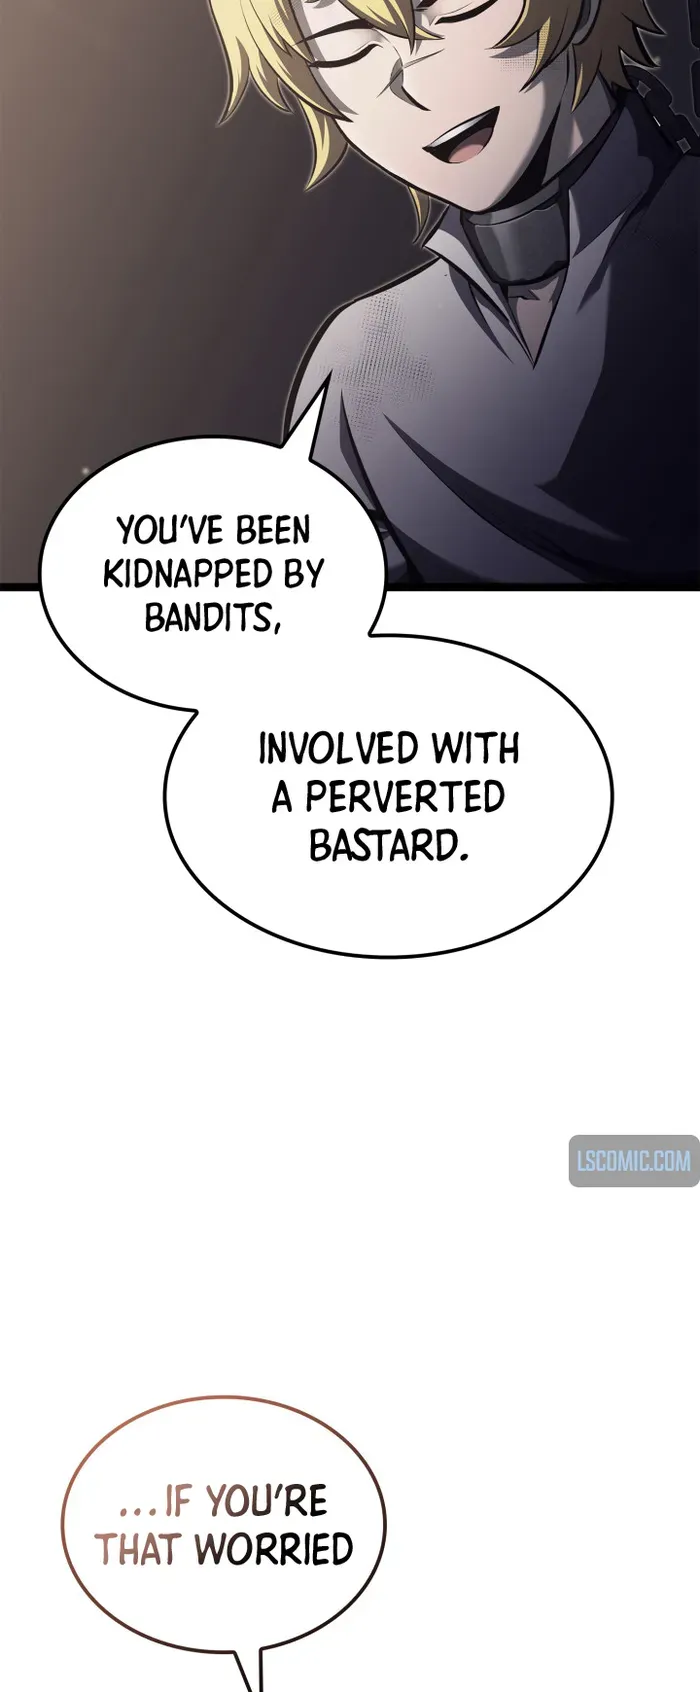 YOU'VE BEEN
KIDNAPPED BY
BANDITS,
INVOLVED WITH
A PERVERTED
BASTARD.
LSCOMIC.COM
...IF YOU'RE
THAT WORRIED